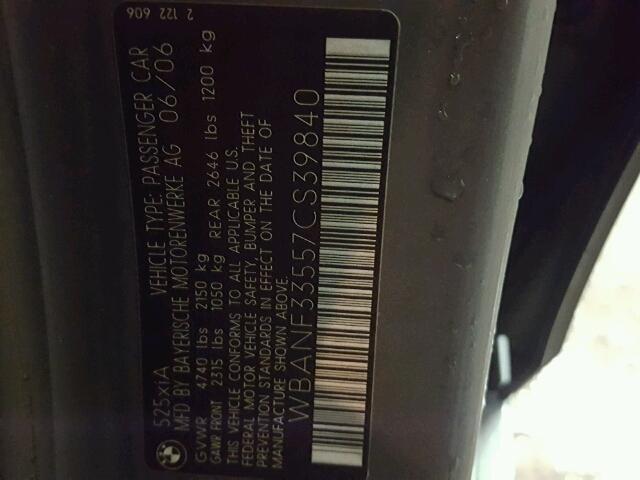 525xiA VEHICLE TYPE: PASSENGER CAR
MFD BY BAYERISCHE MOTORENWERKE AG 06/06
GVWR 4740 lbs 2150 kg
GAWR FRONT 2315 lbs 1050 kg REAR 2646 lbs 1200 kg
THIS VEHICLE CONFORMS TO ALL APPLICABLE U.S.
FEDERAL MOTOR VEHICLE SAFETY, BUMPER AND THEFT
PREVENTION STANDARDS IN EFFECT ON THE DATE OF
MANUFACTURE SHOWN ABOVE.
WBANF33557CS39840
2 122 606